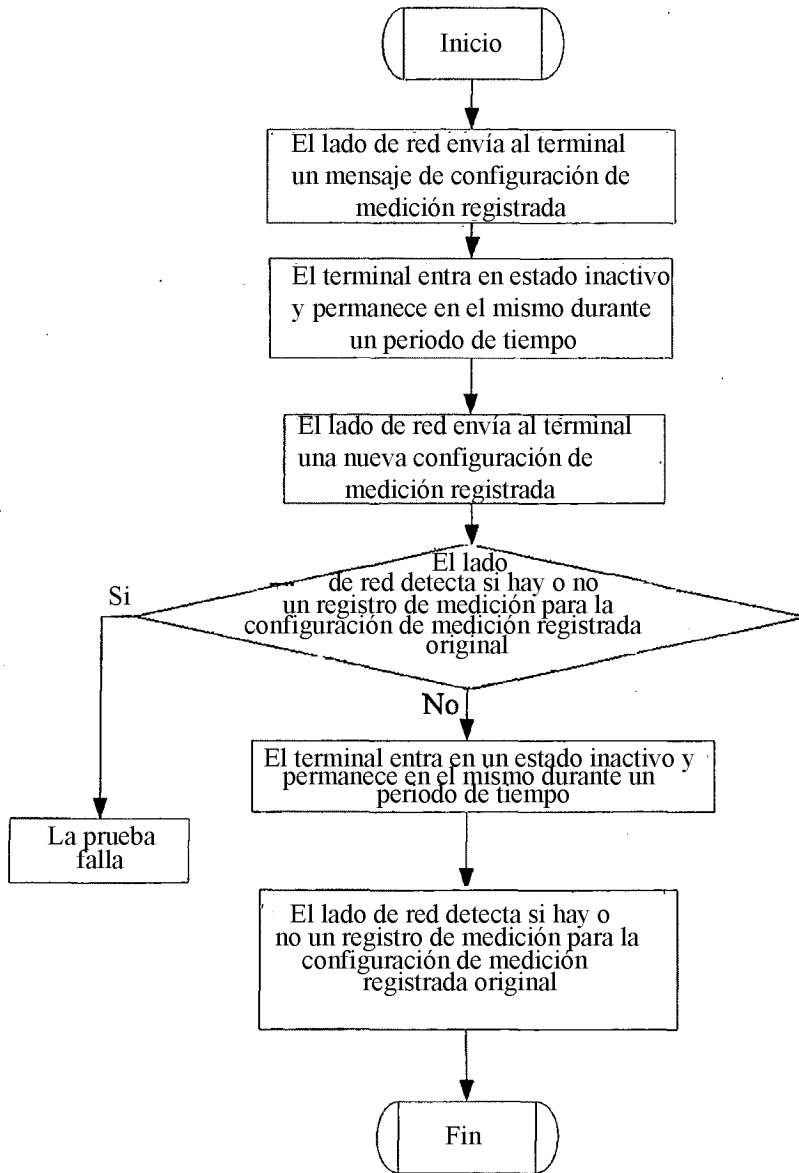 Inicio
El lado de red envía al terminal
un mensaje de configuración de
medición registrada
El terminal entra en estado inactivo
y permanece en el mismo durante
un periodo de tiempo
El lado de red envía al terminal
una nueva configuración de
medición registrada
El lado
de red detecta si hay o no
un registro de medición para la
configuración de medición registrada
original
Si
No
El terminal entra en un estado inactivo y
permanece en el mismo durante un
periodo de tiempo
La prueba
falla
El lado de red detecta si hay o
no un registro de medición para la
configuración de medición
registrada original
Fin